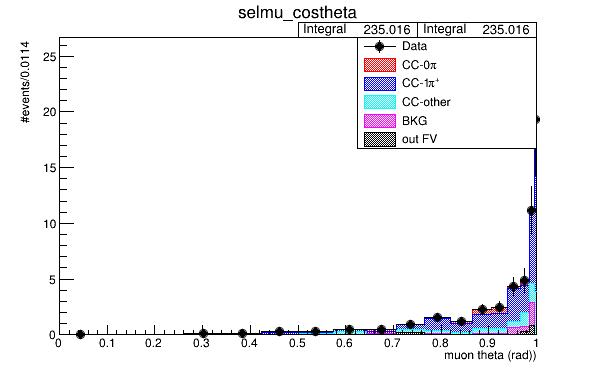 selmu_costheta
Integral 235.016 Integral 235.016
#events/0.0114
Data
CC-0π
CC-1π⁺
CC-other
BKG
out FV
25
20
15
10
5
0
0 0.1 0.2 0.3 0.4 0.5 0.6 0.7 0.8 0.9 1
muon theta (rad))